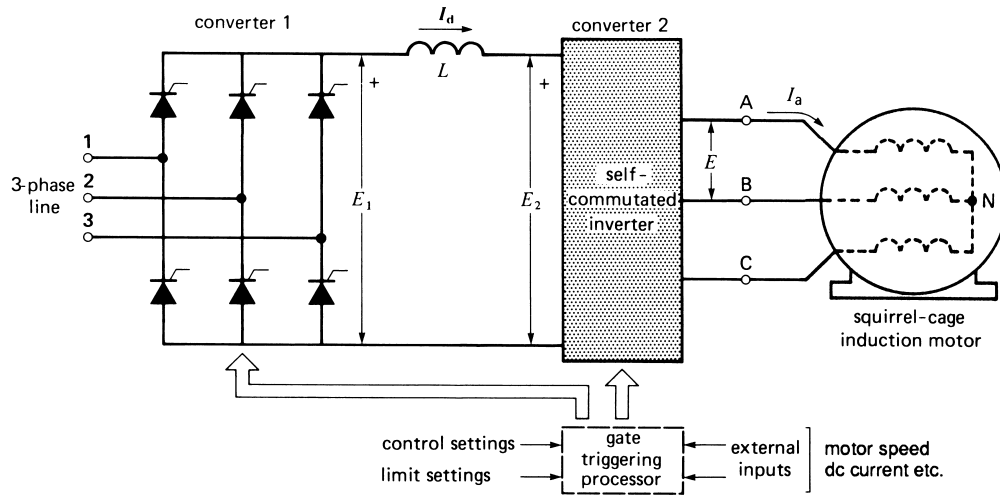 converter 1
I_d
L
converter 2
+
+
A
I_a
1
2
3
3-phase
line
E_1
E_2
self-
commutated
inverter
E
B
N
C
squirrel-cage
induction motor
control settings
limit settings
gate
triggering
processor
external
inputs
motor speed
dc current etc.